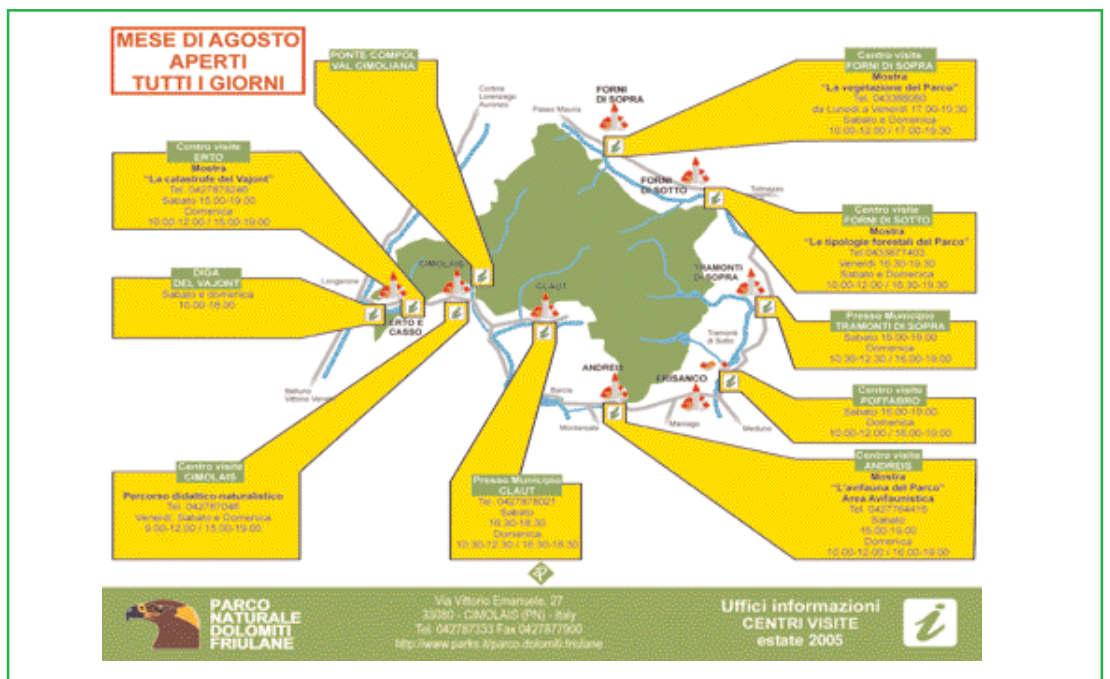 MESE DI AGOSTO
APERTI
TUTTI I GIORNI
PONTE COMPOL
VAL CIMOLIANA
Centro visite
FORNI DI SOPRA
Mostra
"La vegetazione del Parco"
da Lunedì a Venerdì 17.00-19.30
Sabato e Domenica
10.00-12.00 / 17.00-19.30
Centro visite
ERTO
Mostra
"La catastrofe del Vajont"
Sabato 15.00-19.00
Domenica
10.00-12.00 / 15.00-19.00
DIGA
DEL VAJONT
Sabato e domenica
10.00-18.00
Centro visite
FORNI DI SOTTO
Mostra
"Le tipologie forestali del Parco"
Venerdì 16.30-19.30
Sabato e Domenica
10.00-12.00 / 16.30-19.30
Presso Municipio
TRAMONTI DI SOPRA
Sabato 16.00-19.00
Domenica
10.30-12.30 / 16.00-19.00
Centro visite
POFFABRO
Sabato 16.00-19.00
Domenica
10.00-12.00 / 16.00-19.00
Centro visite
ANDREIS
Mostra
"L'avifauna del Parco"
Area Avifaunistica
Tel. 0427764416
Sabato
16.00-19.00
Domenica
10.00-12.00 / 16.00-19.00
Centro visite
CIMOLAIS
Percorso didattico-naturalistico
Tel. 042787046
Venerdì, Sabato e Domenica
9.00-12.00 / 15.00-19.00
Presso Municipio
CLAUT
Tel. 0427878021
Sabato
16.30-18.30
Domenica
10.30-12.30 / 16.30-18.30
Cortina
Lorenzago
Auronzo
Passo Mauria
FORNI
DI SOPRA
FORNI
DI SOTTO
Tolmezzo
TRAMONTI
DI SOPRA
Tramonti
di Sotto
CIMOLAIS
CLAUT
Longarone
ERTO E
CASSO
Belluno
Vittorio Veneto
ANDREIS
FRISANCO
Barcis
Montereale
Maniago
Meduno
PARCO
NATURALE
DOLOMITI
FRIULANE
Via Vittorio Emanuele, 27
33080 - CIMOLAIS (PN) - Italy
Tel. 042787333 Fax 0427877900
http://www.parks.it/parco.dolomiti.friulane
Uffici informazioni
CENTRI VISITE
estate 2005
i